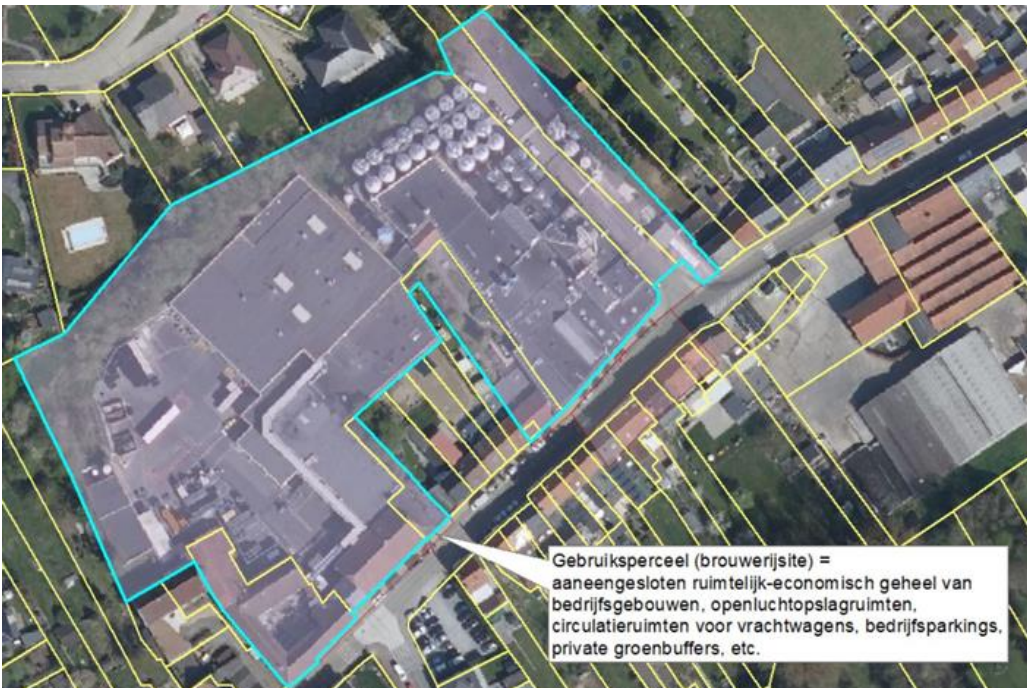 Gebruiksperceel (brouwerijsite) =
aaneengesloten ruimtelijk-economisch geheel van
bedrijfsgebouwen, openluchtopslagruimten,
circulatieruimten voor vrachtwagens, bedrijfsparkings,
private groenbuffers, etc.